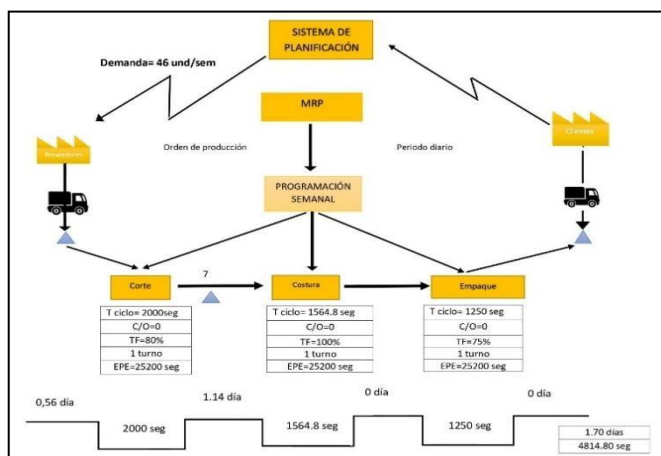 SISTEMA DE
PLANIFICACIÓN
Demanda= 46 und/sem
MRP
Proveedores
Clientes
Orden de producción
Periodo diario
PROGRAMACIÓN
SEMANAL
7
Corte
Costura
Empaque
T ciclo= 2000seg
C/O=0
TF=80%
1 turno
EPE=25200 seg
T ciclo= 1564.8 seg
C/O=0
TF=100%
1 turno
EPE=25200 seg
T ciclo= 1250 seg
C/O=0
TF=75%
1 turno
EPE=25200 seg
0,56 día
1.14 día
0 día
0 día
2000 seg
1564.8 seg
1250 seg
1.70 días
4814.80 seg